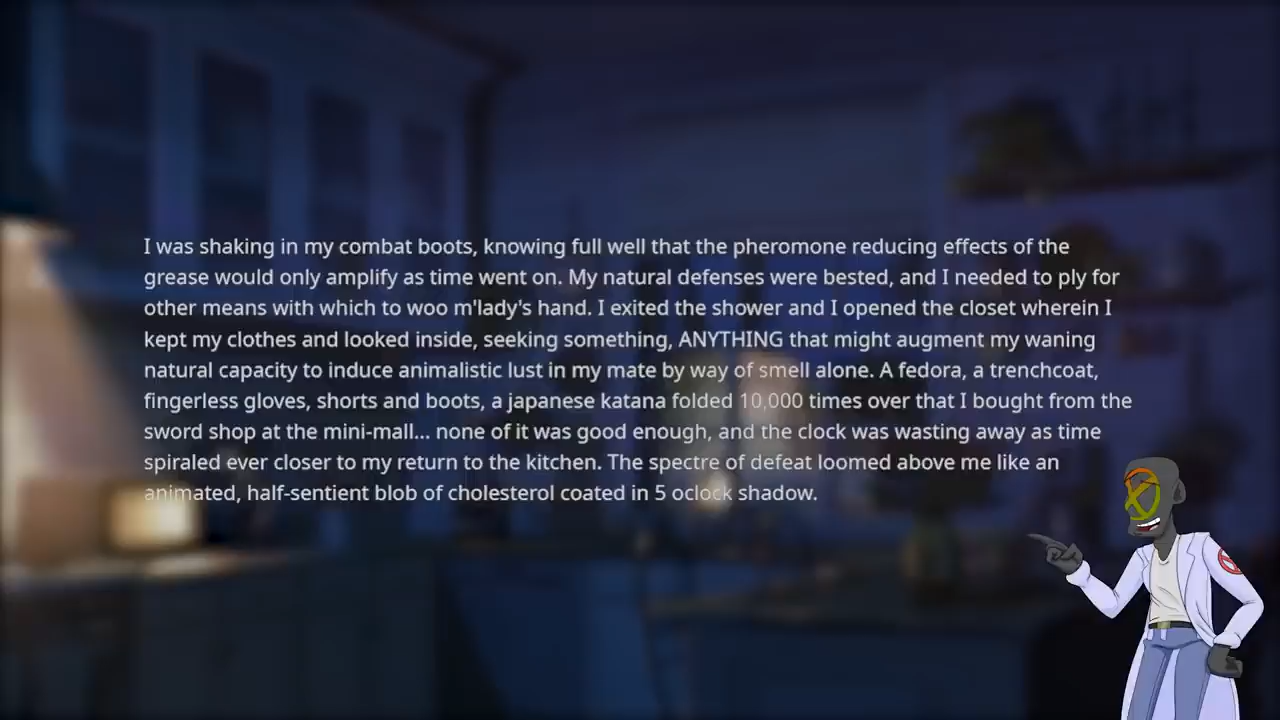 I was shaking in my combat boots, knowing full well that the pheromone reducing effects of the
grease would only amplify as time went on. My natural defenses were bested, and I needed to ply for
other means with which to woo m'lady's hand. I exited the shower and I opened the closet wherein I
kept my clothes and looked inside, seeking something, ANYTHING that might augment my waning
natural capacity to induce animalistic lust in my mate by way of smell alone. A fedora, a trenchcoat,
fingerless gloves, shorts and boots, a japanese katana folded 10,000 times over that I bought from the
sword shop at the mini-mall... none of it was good enough, and the clock was wasting away as time
spiraled ever closer to my return to the kitchen. The spectre of defeat loomed above me like an
animated, half-sentient blob of cholesterol coated in 5 oclock shadow.